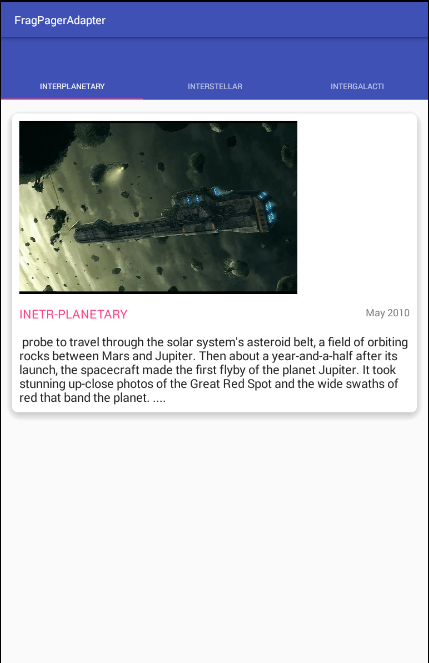 FragPagerAdapter
INTERPLANETARY INTERSTELLAR INTERGALACTI
INETR-PLANETARY May 2010
probe to travel through the solar system's asteroid belt, a field of orbiting
rocks between Mars and Jupiter. Then about a year-and-a-half after its
launch, the spacecraft made the first flyby of the planet Jupiter. It took
stunning up-close photos of the Great Red Spot and the wide swaths of
red that band the planet. ....